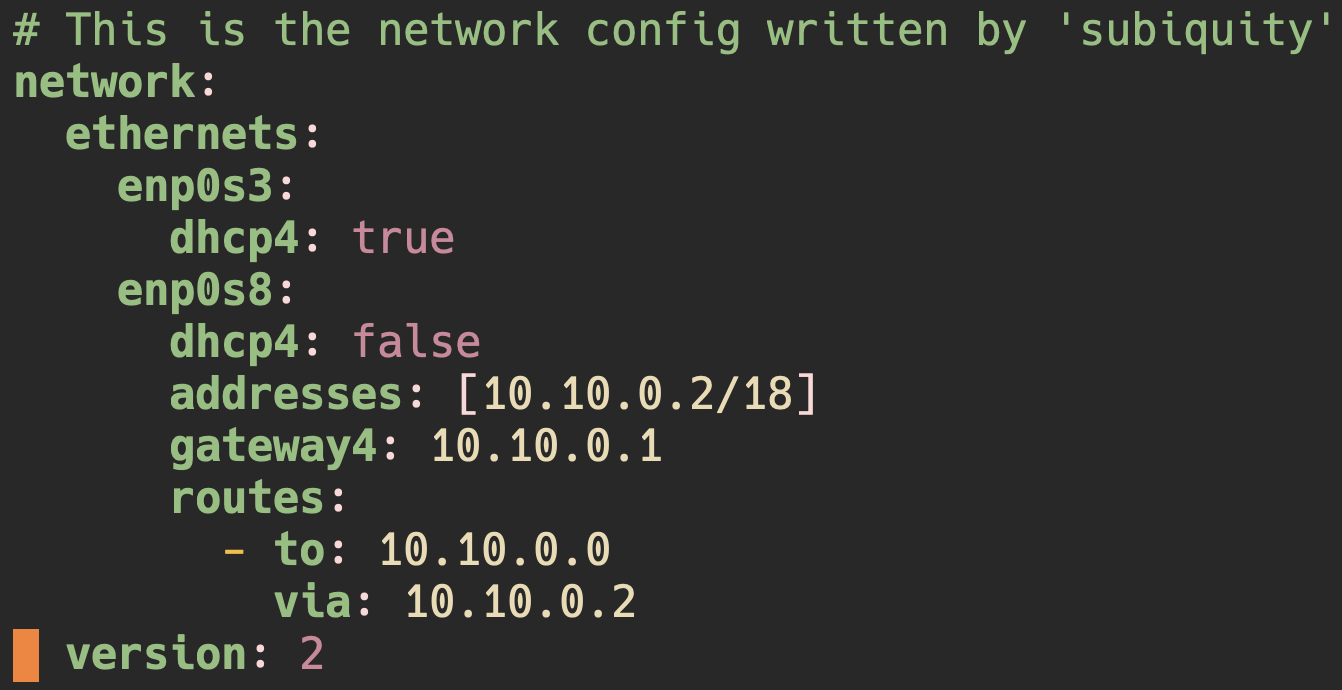 # This is the network config written by 'subiquity'
network:
  ethernets:
    enp0s3:
      dhcp4: true
    enp0s8:
      dhcp4: false
      addresses: [10.10.0.2/18]
      gateway4: 10.10.0.1
      routes:
        - to: 10.10.0.0
          via: 10.10.0.2
  version: 2